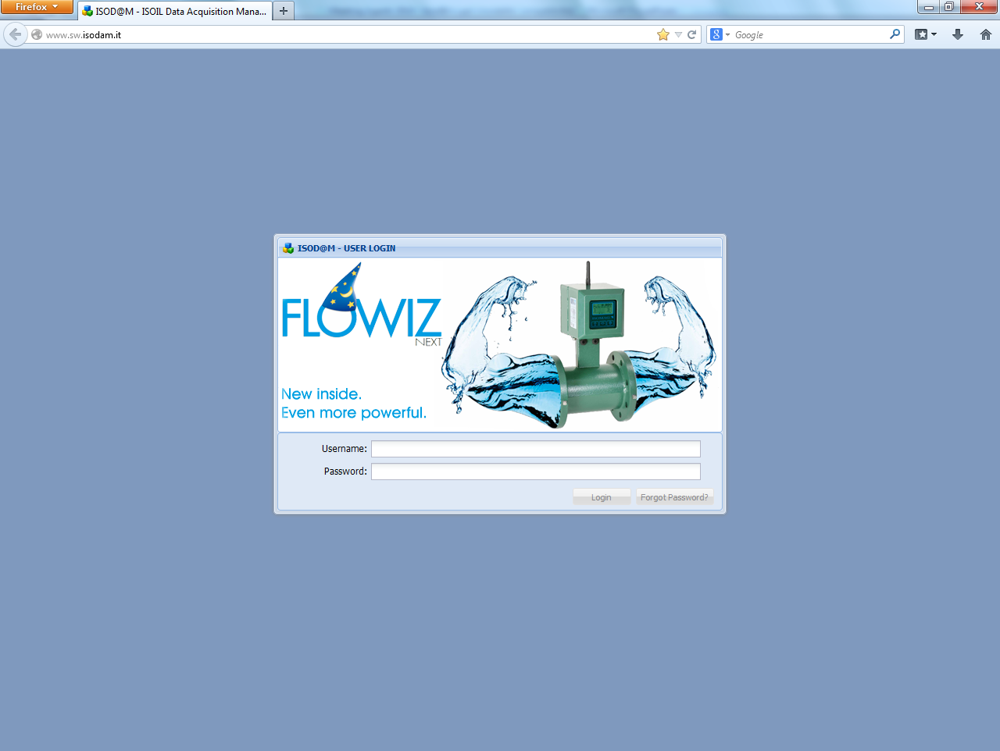 Firefox
ISOD@M - ISOIL Data Acquisition Mana...
www.sw.isodam.it
Google
ISOD@M - USER LOGIN
FLOWIZ
NEXT
New inside.
Even more powerful.
Username:
Password:
Login
Forgot Password?